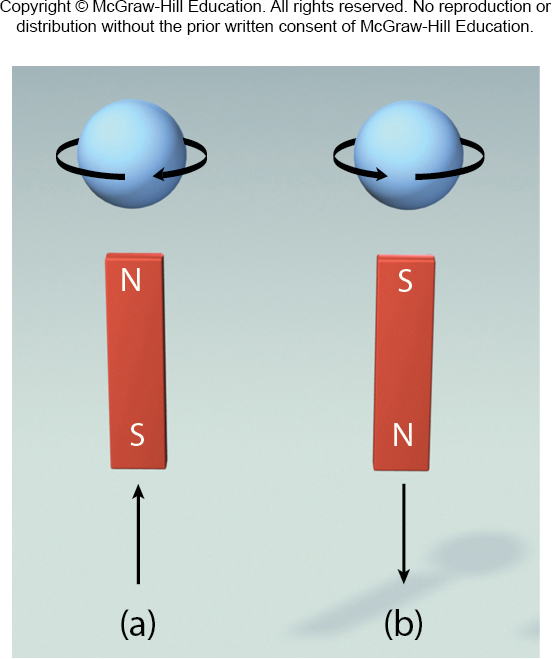 Copyright © McGraw-Hill Education. All rights reserved. No reproduction or
distribution without the prior written consent of McGraw-Hill Education.
N
S
S
N
(a)
(b)